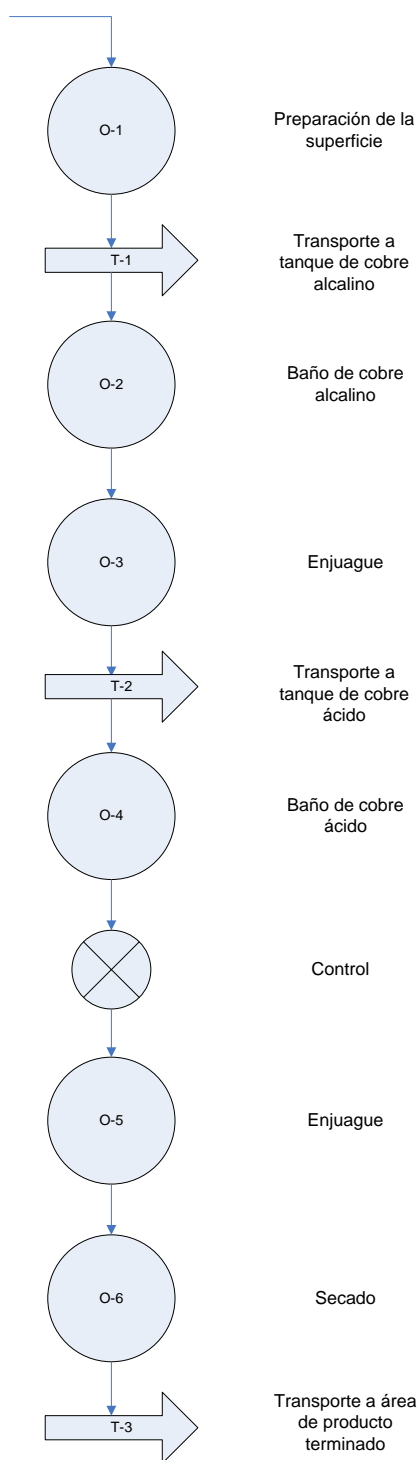 O-1
Preparación de la
superficie
T-1
Transporte a
tanque de cobre
alcalino
O-2
Baño de cobre
alcalino
O-3
Enjuague
T-2
Transporte a
tanque de cobre
ácido
O-4
Baño de cobre
ácido
Control
O-5
Enjuague
O-6
Secado
T-3
Transporte a área
de producto
terminado